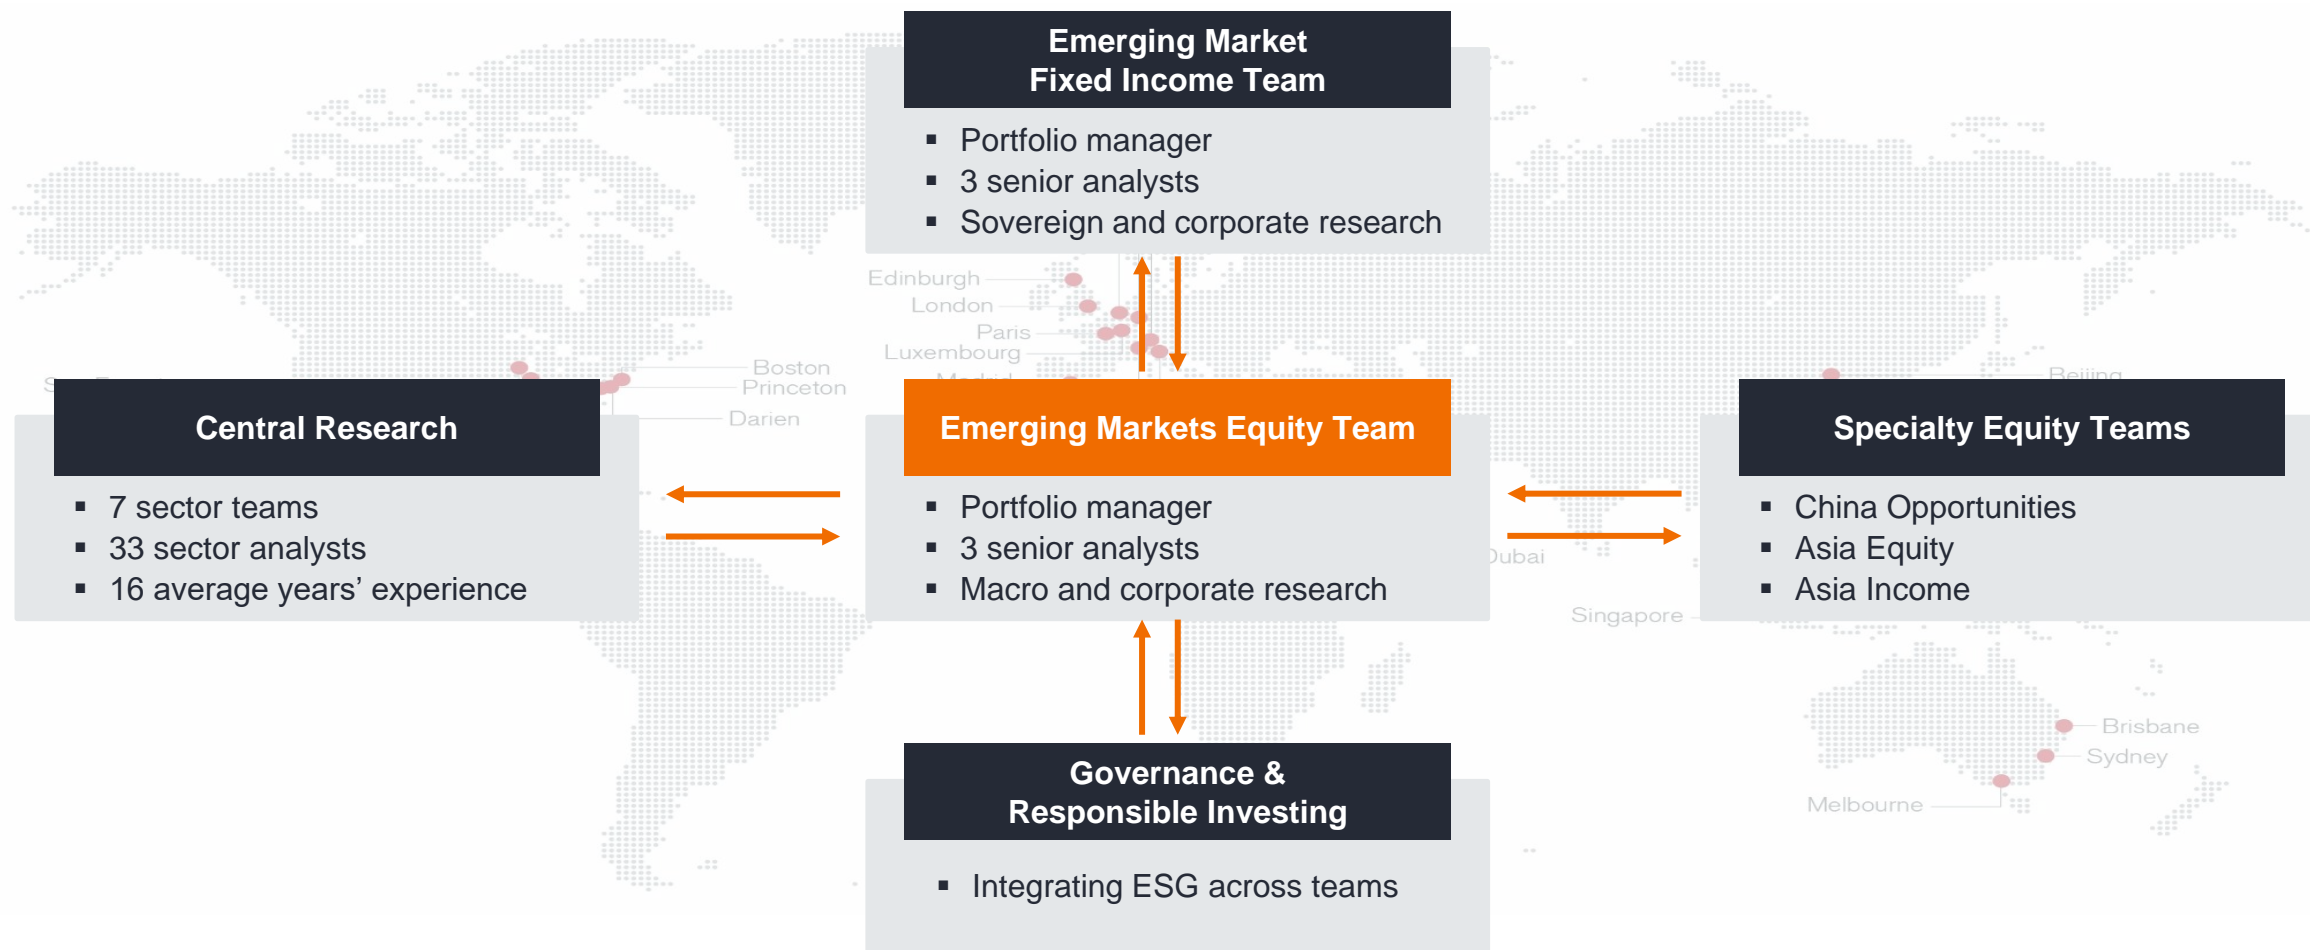 Emerging Market
Fixed Income Team
▪ Portfolio manager
▪ 3 senior analysts
▪ Sovereign and corporate research
Edinburgh
London
Paris
Luxembourg
Madrid
Boston
Princeton
Darien
Beijing
Central Research
▪ 7 sector teams
▪ 33 sector analysts
▪ 16 average years’ experience
Emerging Markets Equity Team
▪ Portfolio manager
▪ 3 senior analysts
▪ Macro and corporate research
Specialty Equity Teams
▪ China Opportunities
▪ Asia Equity
▪ Asia Income
Dubai
Singapore
Brisbane
Sydney
Melbourne
Governance &
Responsible Investing
▪ Integrating ESG across teams